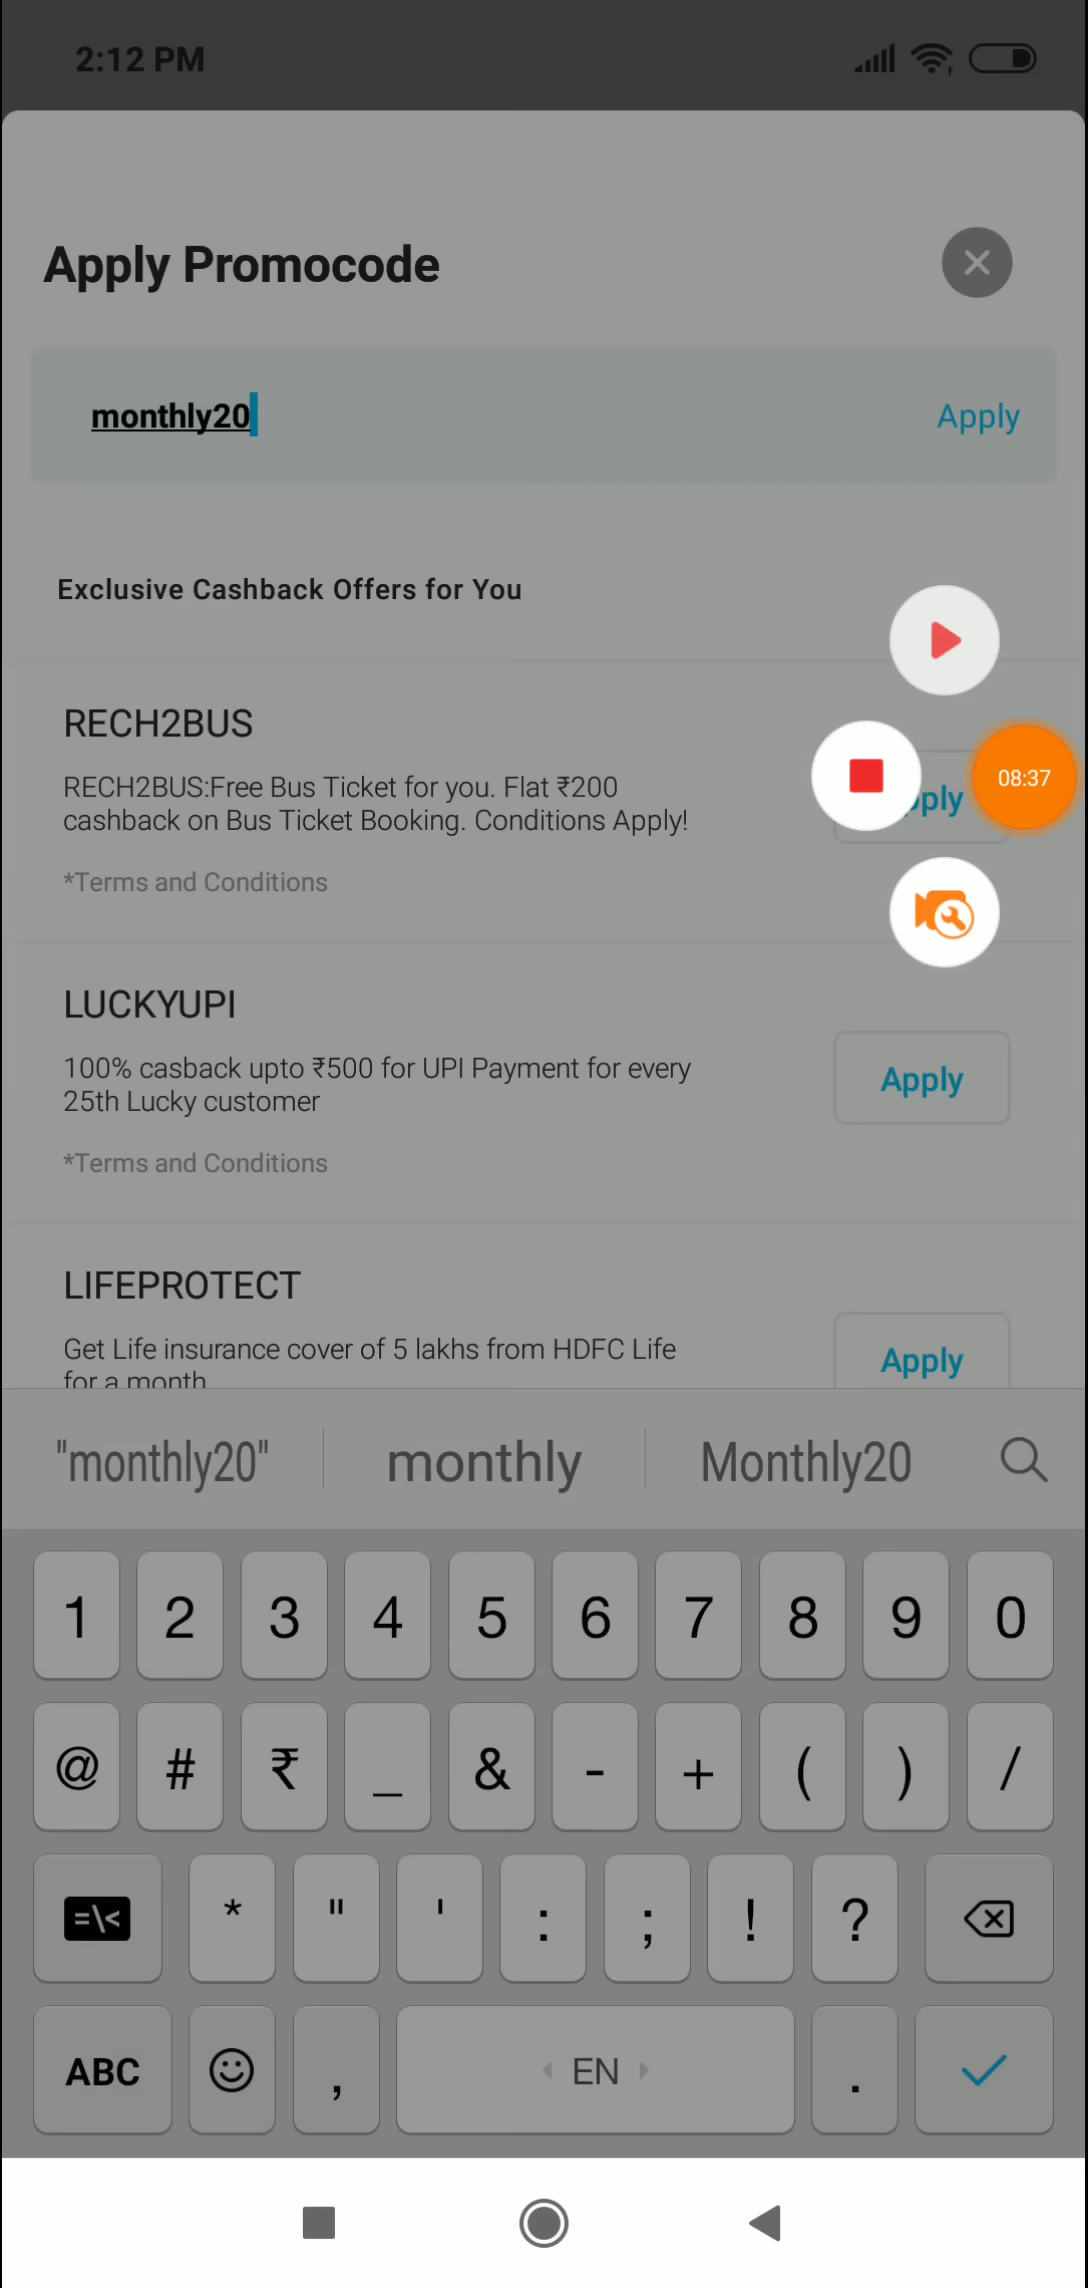 2:12 PM
Apply Promocode
monthly20
Apply
Exclusive Cashback Offers for You
RECH2BUS
RECH2BUS:Free Bus Ticket for you. Flat ₹200
cashback on Bus Ticket Booking. Conditions Apply!
pply
08:37
*Terms and Conditions
LUCKYUPI
100% casback upto ₹500 for UPI Payment for every
25th Lucky customer
Apply
*Terms and Conditions
LIFEPROTECT
Get Life insurance cover of 5 lakhs from HDFC Life
for a month
Apply
"monthly20" monthly Monthly20
1 2 3 4 5 6 7 8 9 0
@ # ₹ _ & - + ( ) /
=\< * " ' : ; ! ?
ABC , EN .